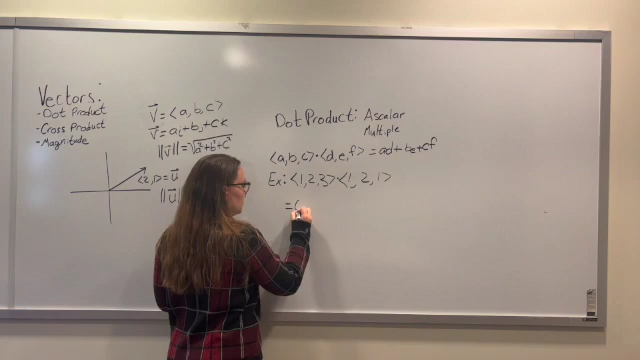 Vectors:
- Dot Product
- Cross Product
- Magnitude
<2, 1> = u⃗
||u⃗
V⃗ = <a, b, c>
V⃗ = ai + bj + ck
||v⃗|| = √a²+b²+c²
Dot Product: A scalar
Multiple
<a, b, c> · <d, e, f> = ad + be + cf
Ex: <1, 2, 3> · <1, 2, 1>
= (